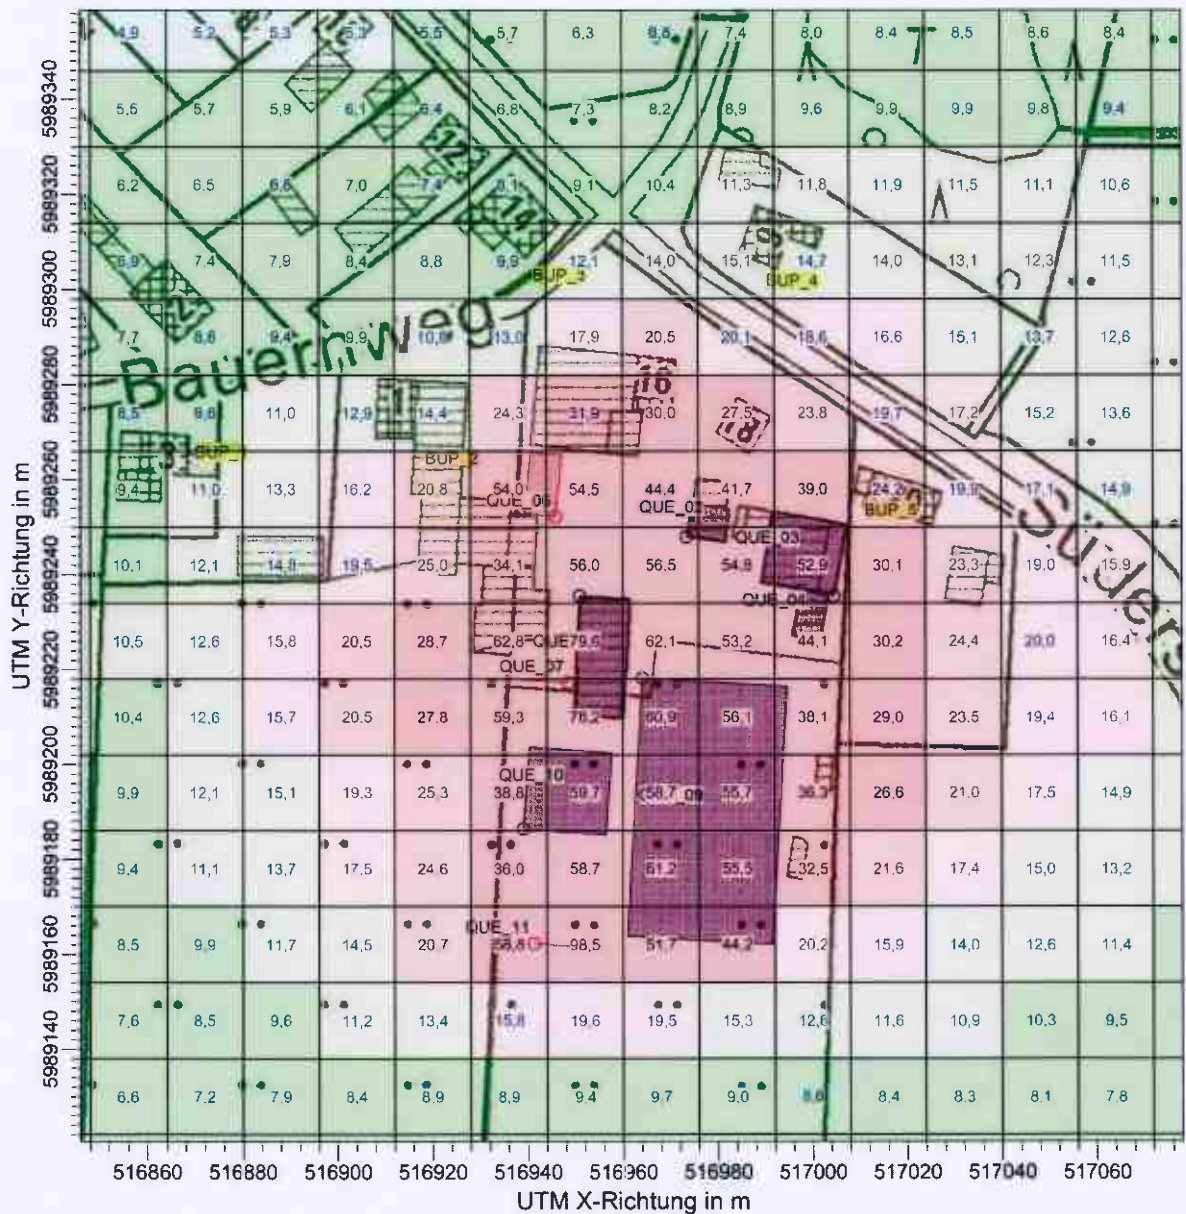 4,9 5,2 5,3 5,3 5,5 5,7 6,3 6,8 7,4 8,0 8,4 8,5 8,6 8,4
5989340
5,5 5,7 5,9 6,1 6,4 6,8 7,3 8,2 8,9 9,6 9,9 9,9 9,8 9,4
12
5989320
6,2 6,5 6,8 7,0 7,4 8,1 9,1 10,4 11,3 11,8 11,9 11,5 11,1 10,6
14
19
5989300
6,9 7,4 7,9 8,4 8,8 9,9 12,1 14,0 15,1 14,7 14,0 13,1 12,3 11,5
BUP_3 BUP_4
2
Bauernweg
7,7 8,6 9,4 9,9 10,8 13,0 17,9 20,5 20,1 18,6 16,6 15,1 13,7 12,6
5989280
16
1
18
8,5 9,6 11,0 12,9 14,4 24,3 31,9 30,0 27,5 23,8 19,7 17,2 15,2 13,6
3
BUP_ BUP_2
5989260
9,4 11,0 13,3 16,2 20,8 54,0 54,5 44,4 41,7 39,0 24,2 19,9 17,1 14,9
QUE_06 QUE_0 BUP_5
Süders
QUE_03
5989240
10,1 12,1 14,8 19,5 25,0 34,1 56,0 56,5 54,8 52,9 30,1 23,3 19,0 15,9
QUE_04
5989220
10,5 12,6 15,8 20,5 28,7 62,8 QUE 79,6 62,1 53,2 44,1 30,2 24,4 20,0 16,4
QUE_07
10,4 12,6 15,7 20,5 27,8 59,3 76,2 60,9 56,1 38,1 29,0 23,5 19,4 16,1
5989200
QUE_10
9,9 12,1 15,1 19,3 25,3 38,8 59,7 58,7 _09 55,7 36,3 26,6 21,0 17,5 14,9
5989180
9,4 11,1 13,7 17,5 24,6 36,0 58,7 61,2 55,5 32,5 21,6 17,4 15,0 13,2
5989160
QUE_11
8,5 9,9 11,7 14,5 20,7 58,8 98,5 51,7 44,2 20,2 15,9 14,0 12,6 11,4
5989140
7,6 8,5 9,6 11,2 13,4 15,8 19,6 19,5 15,3 12,6 11,6 10,9 10,3 9,5
6,6 7,2 7,9 8,4 8,9 8,9 9,4 9,7 9,0 8,6 8,4 8,3 8,1 7,8
UTM Y-Richtung in m
516860 516880 516900 516920 516940 516960 516980 517000 517020 517040 517060
UTM X-Richtung in m